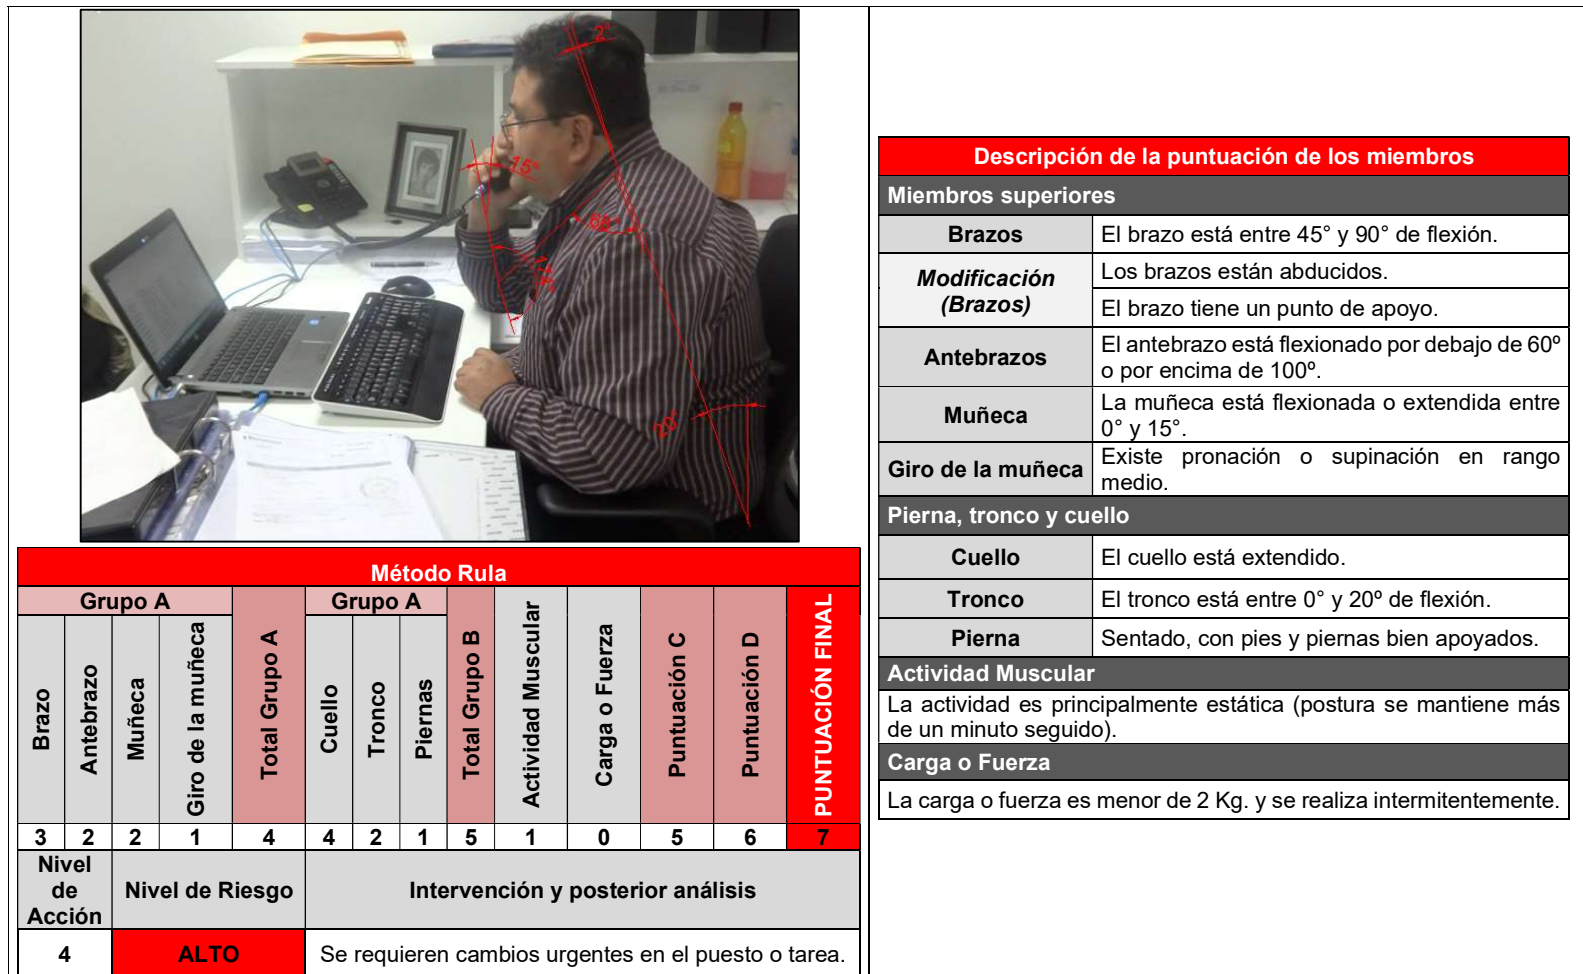 2°
15°
68°
114°
20°
Método Rula
Grupo A
Grupo A
Brazo
Antebrazo
Muñeca
Giro de la muñeca
Total Grupo A
Cuello
Tronco
Piernas
Total Grupo B
Actividad Muscular
Carga o Fuerza
Puntuación C
Puntuación D
PUNTUACIÓN FINAL
3 2 2 1 4 4 2 1 5 1 0 5 6 7
Nivel
de
Acción
Nivel de Riesgo
Intervención y posterior análisis
4 ALTO Se requieren cambios urgentes en el puesto o tarea.
Descripción de la puntuación de los miembros
Miembros superiores
Brazos
El brazo está entre 45° y 90° de flexión.
Modificación
(Brazos)
Los brazos están abducidos.
El brazo tiene un punto de apoyo.
Antebrazos
El antebrazo está flexionado por debajo de 60º
o por encima de 100º.
Muñeca
La muñeca está flexionada o extendida entre
0° y 15°.
Giro de la muñeca
Existe pronación o supinación en rango
medio.
Pierna, tronco y cuello
Cuello
El cuello está extendido.
Tronco
El tronco está entre 0° y 20º de flexión.
Pierna
Sentado, con pies y piernas bien apoyados.
Actividad Muscular
La actividad es principalmente estática (postura se mantiene más
de un minuto seguido).
Carga o Fuerza
La carga o fuerza es menor de 2 Kg. y se realiza intermitentemente.